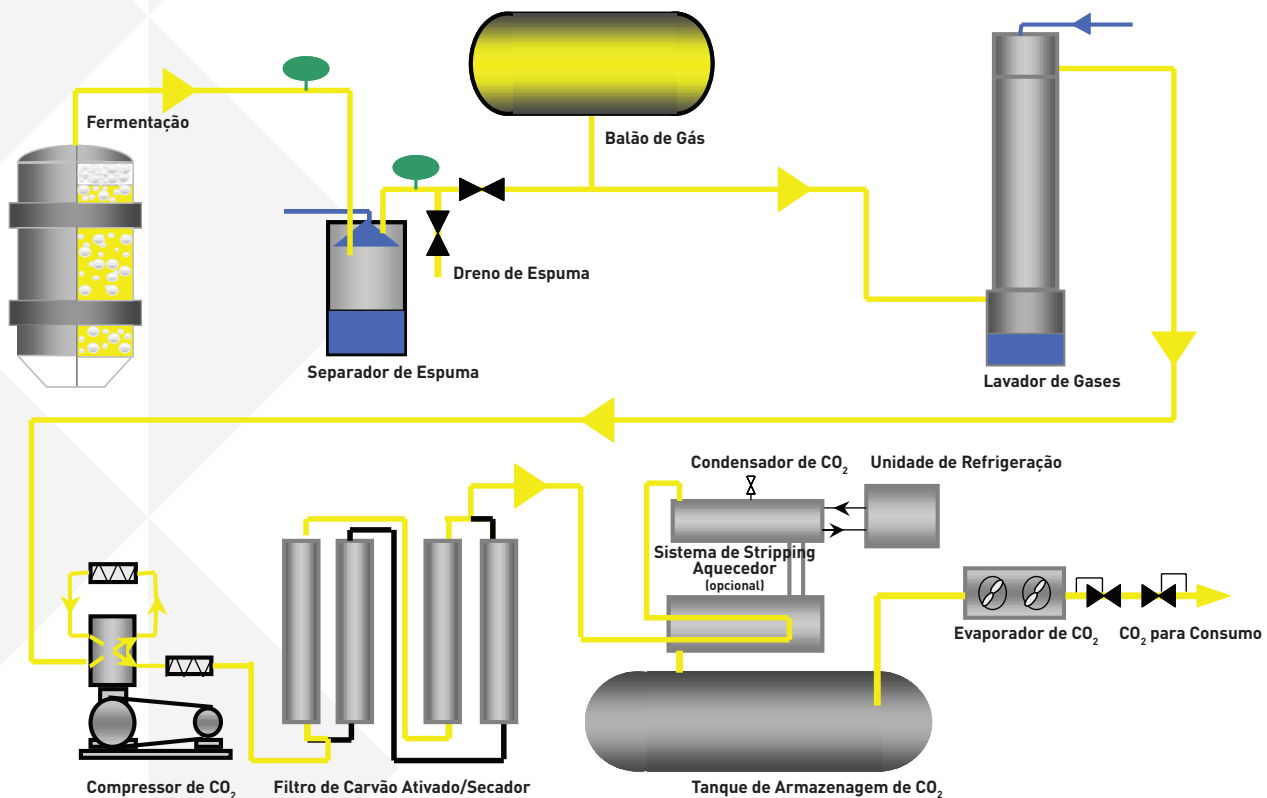 Fermentação
Balão de Gás
Dreno de Espuma
Separador de Espuma
Lavador de Gases
Condensador de CO₂
Unidade de Refrigeração
Sistema de Stripping
Aquecedor
(opcional)
Evaporador de CO₂
CO₂ para Consumo
Compressor de CO₂
Filtro de Carvão Ativado/Secador
Tanque de Armazenagem de CO₂